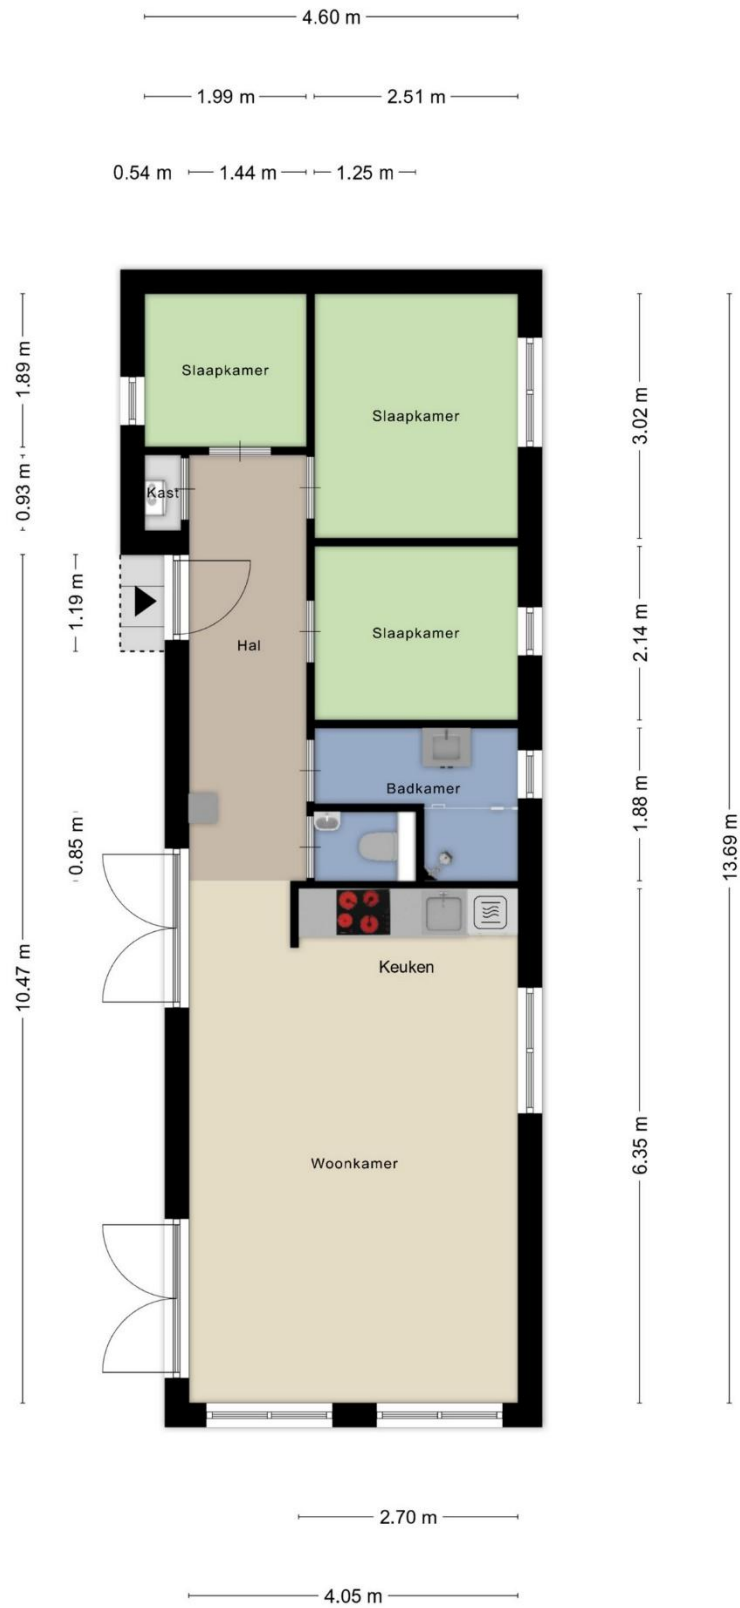 4.60 m
1.99 m
2.51 m
0.54 m
1.44 m
1.25 m
1.89 m
Slaapkamer
Slaapkamer
3.02 m
0.93 m
Kast
1.19 m
Slaapkamer
2.14 m
Hal
Badkamer
1.88 m
0.85 m
13.69 m
10.47 m
Keuken
Woonkamer
6.35 m
2.70 m
4.05 m